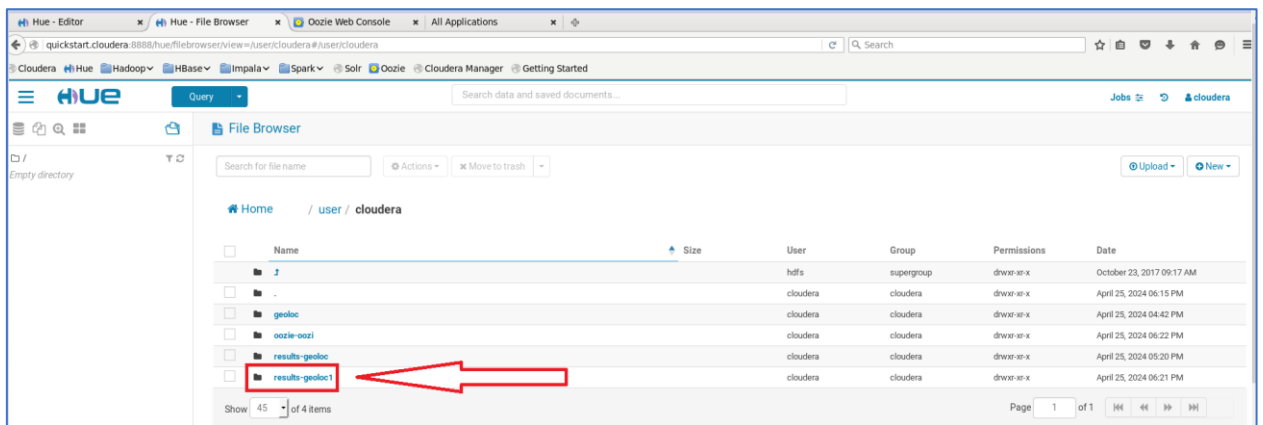 Hue - Editor × Hue - File Browser × Oozie Web Console × All Applications ×
quickstart.cloudera:8888/hue/filebrowser/view=/user/cloudera#/user/cloudera Search
Cloudera Hue Hadoop HBase Impala Spark Solr Oozie Cloudera Manager Getting Started
HUE Query Search data and saved documents... Jobs cloudera
File Browser
/
Empty directory
Search for file name Actions Move to trash Upload New
Home / user / cloudera
Name Size User Group Permissions Date
hdfs supergroup drwxr-xr-x October 23, 2017 09:17 AM
. cloudera cloudera drwxr-xr-x April 25, 2024 06:15 PM
geoloc cloudera cloudera drwxr-xr-x April 25, 2024 04:42 PM
oozie-oozi cloudera cloudera drwxr-xr-x April 25, 2024 06:22 PM
results-geoloc cloudera cloudera drwxr-xr-x April 25, 2024 05:20 PM
results-geoloc1 cloudera cloudera drwxr-xr-x April 25, 2024 06:21 PM
Show 45 of 4 items Page 1 of 1